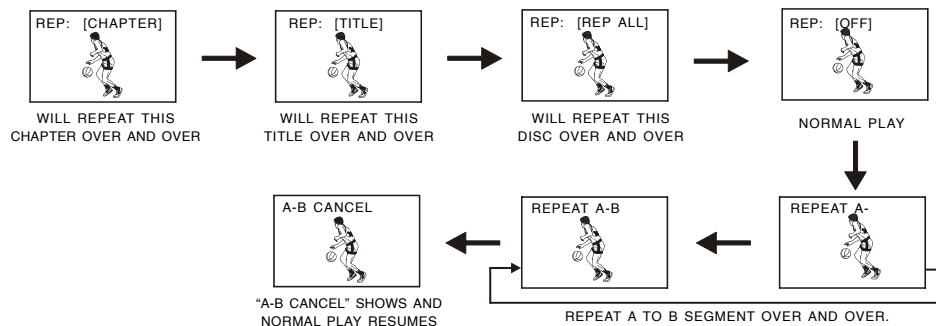 REP: [CHAPTER]
REP: [TITLE]
REP: [REP ALL]
REP: [OFF]
WILL REPEAT THIS
CHAPTER OVER AND OVER
WILL REPEAT THIS
TITLE OVER AND OVER
WILL REPEAT THIS
DISC OVER AND OVER
NORMAL PLAY
A-B CANCEL
REPEAT A-B
REPEAT A-
“A-B CANCEL” SHOWS AND
NORMAL PLAY RESUMES
REPEAT A TO B SEGMENT OVER AND OVER.